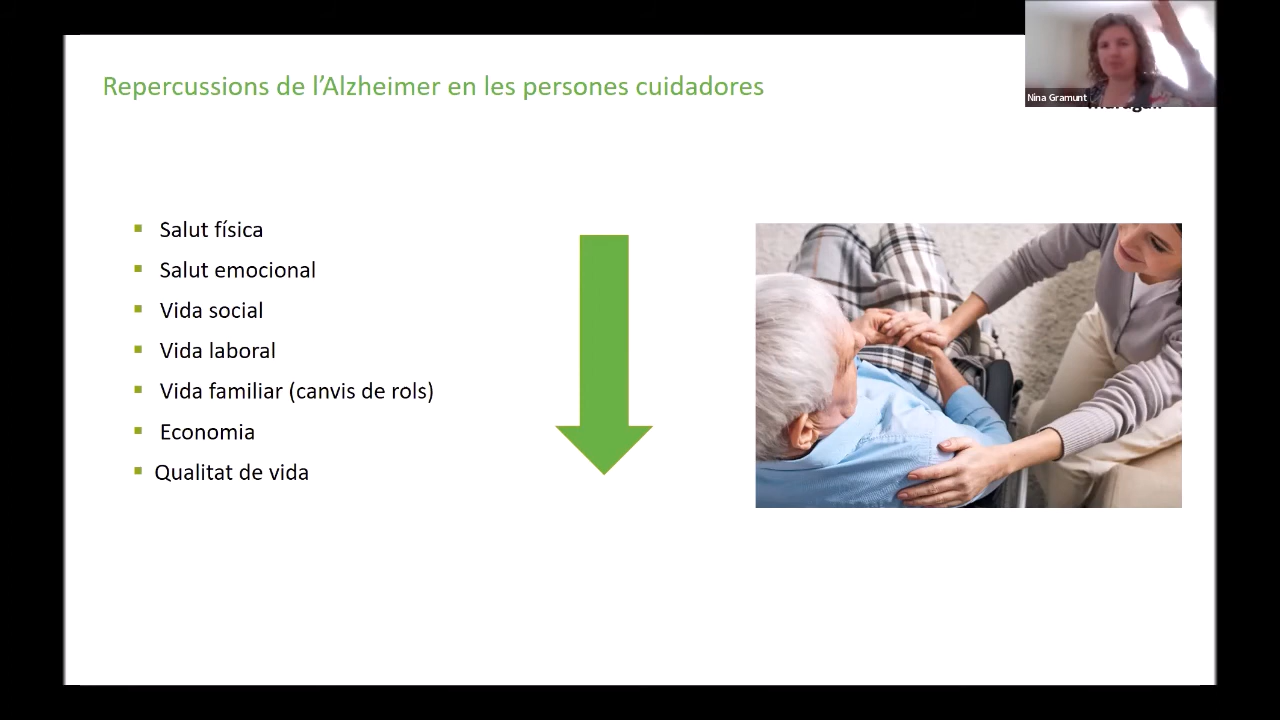 Repercussions de l’Alzheimer en les persones cuidadores
Nina Gramunt
Salut física
Salut emocional
Vida social
Vida laboral
Vida familiar (canvis de rols)
Economia
Qualitat de vida